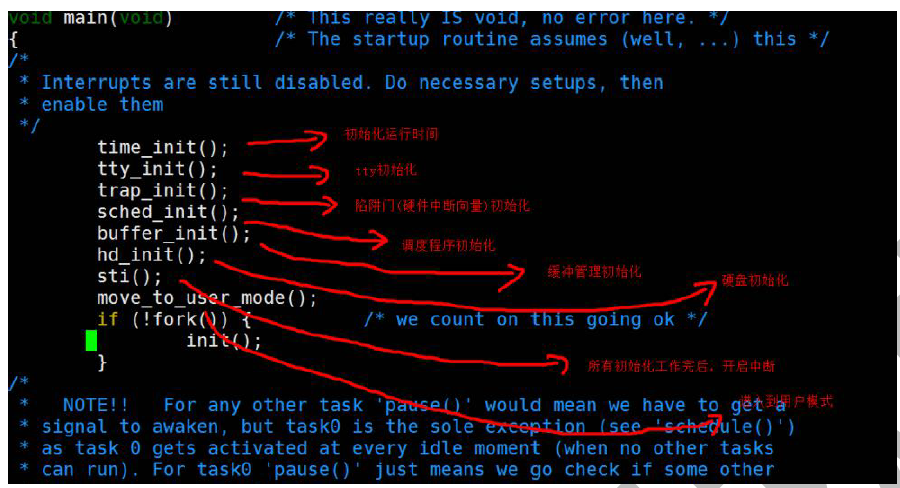 void main(void)          /* This really IS void, no error here. */
{                        /* The startup routine assumes (well, ...) this */
/*
 * Interrupts are still disabled. Do necessary setups, then
 * enable them
 */
time_init(); 初始化运行时间
tty_init(); tty初始化
trap_init(); 陷阱门(硬件中断向量)初始化
sched_init();
buffer_init(); 调度程序初始化
hd_init(); 缓冲管理初始化
sti(); 硬盘初始化
move_to_user_mode();
if (!fork()) {           /* we count on this going ok */
init();
} 所有初始化工作完后，开启中断
/*
 *   NOTE!!   For any other task 'pause()' would mean we have to get a
进入到用户模式
 * signal to awaken, but task0 is the sole exception (see 'schedule()')
 * as task 0 gets activated at every idle moment (when no other tasks
 * can run). For task0 'pause()' just means we go check if some other